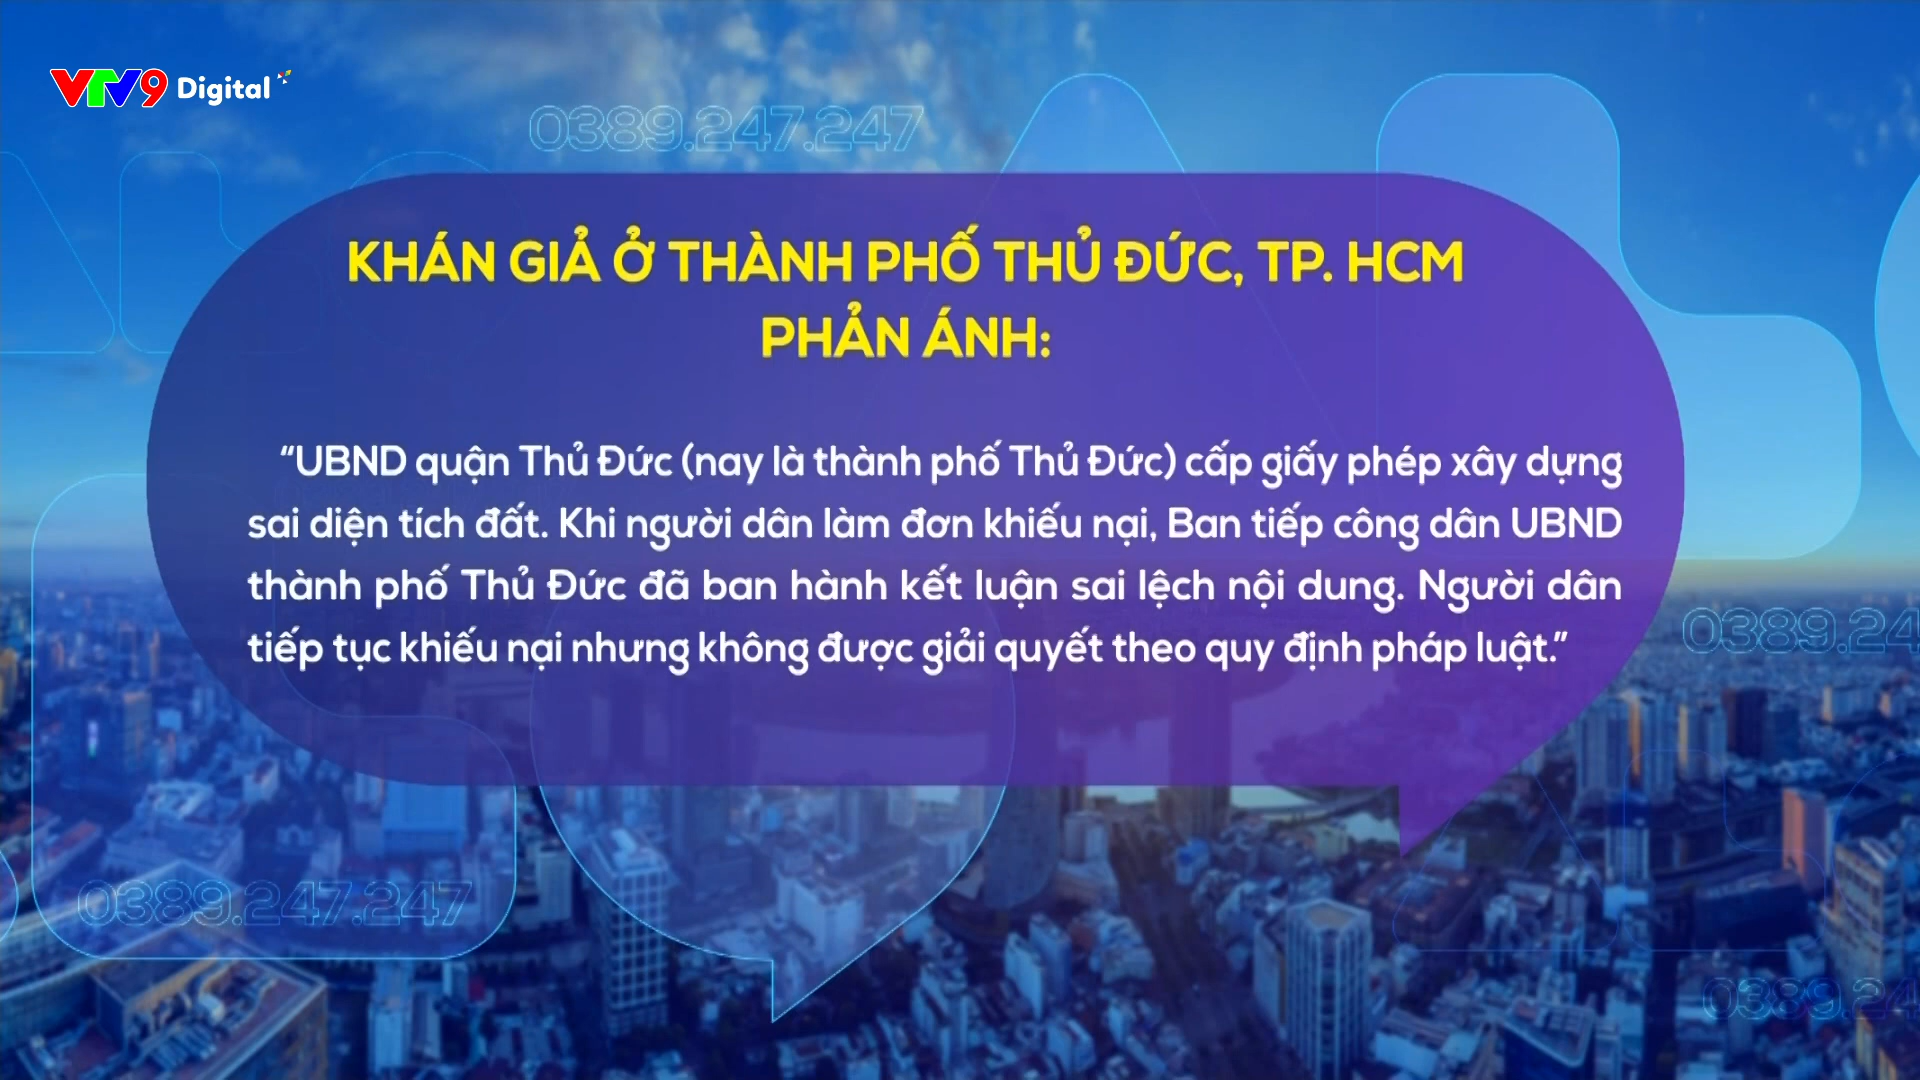 VTV9 Digital
0389.247.247
KHÁN GIẢ Ở THÀNH PHỐ THỦ ĐỨC, TP. HCM
PHẢN ÁNH:
“UBND quận Thủ Đức (nay là thành phố Thủ Đức) cấp giấy phép xây dựng
sai diện tích đất. Khi người dân làm đơn khiếu nại, Ban tiếp công dân UBND
thành phố Thủ Đức đã ban hành kết luận sai lệch nội dung. Người dân
tiếp tục khiếu nại nhưng không được giải quyết theo quy định pháp luật.”
0389.24
0389.247.247
0389.24